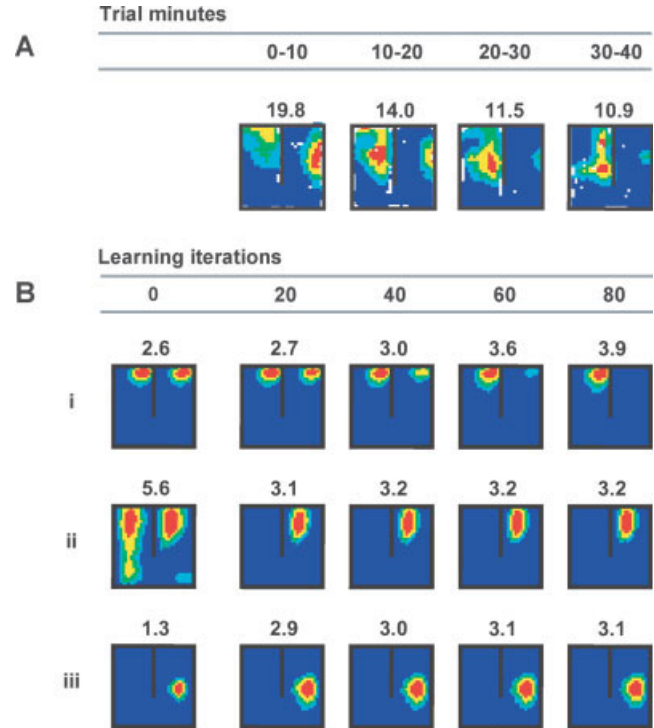 Trial minutes
A
0-10 10-20 20-30 30-40
19.8 14.0 11.5 10.9
Learning iterations
B
0 20 40 60 80
2.6 2.7 3.0 3.6 3.9
i
5.6 3.1 3.2 3.2 3.2
ii
1.3 2.9 3.0 3.1 3.1
iii